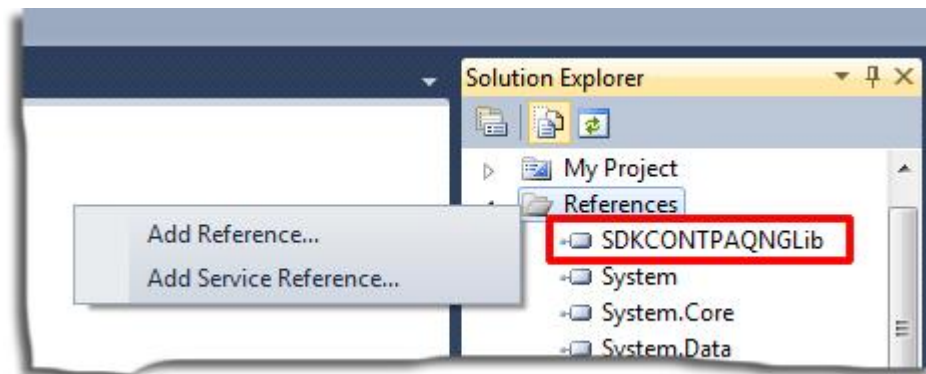 Solution Explorer
My Project
References
SDKCONTPAQNGLib
Add Reference...
Add Service Reference...
System
System.Core
System.Data